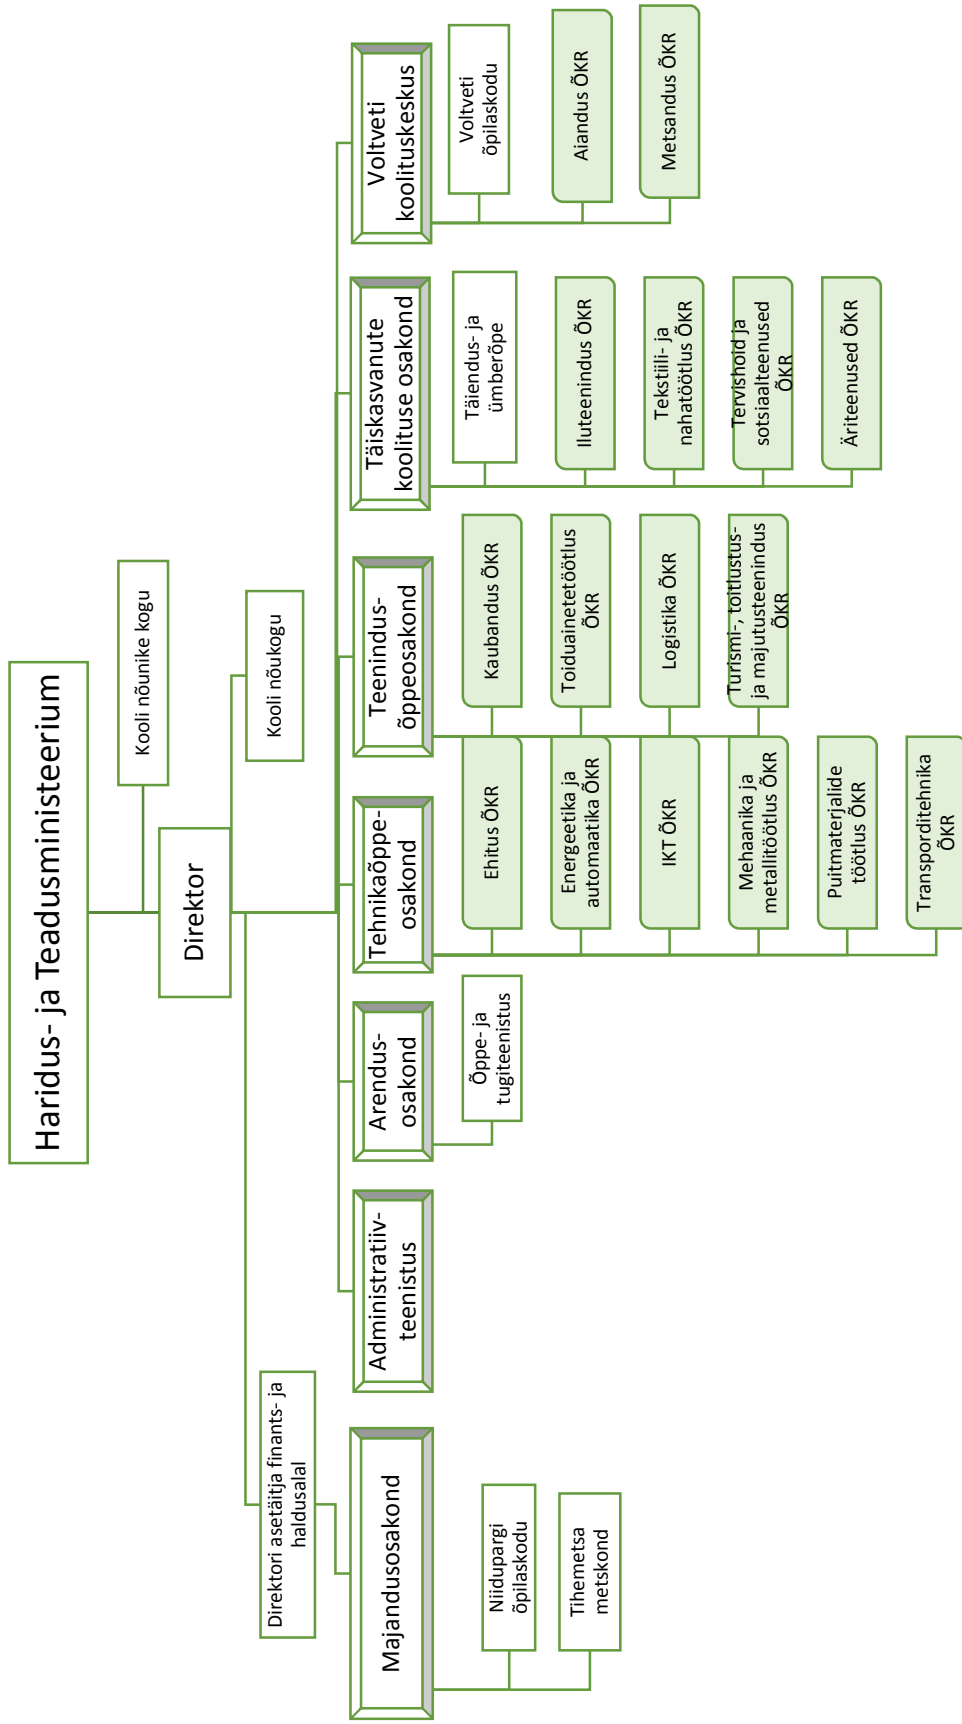 Haridus- ja Teadusministeerium
Kooli nõunike kogu
Direktor
Kooli nõukogu
Direktori asetäitja finants- ja
haldusalal
Majandusosakond
Niidupargi
õpilaskodu
Tihemetsa
metskond
Administratiiv-
teenistus
Arendus-
osakond
Õppe- ja
tugiteenistus
Tehnikaõppe-
osakond
Ehitus ÕKR
Energeetika ja
automaatika ÕKR
IKT ÕKR
Mehaanika ja
metallitöötlus ÕKR
Puitmaterjalide
töötlus ÕKR
Transporditehnika
ÕKR
Teenindus-
õppeosakond
Kaubandus ÕKR
Toiduainetetöötlus
ÕKR
Logistika ÕKR
Turismi-, toitlustus-
ja majutusteenindus
ÕKR
Täiskasvanute
koolituse osakond
Täiendus- ja
ümberõpe
Iluteenindus ÕKR
Tekstiili- ja
nahatöötlus ÕKR
Tervishoid ja
sotsiaalteenused
ÕKR
Äriteenused ÕKR
Voltveti
koolituskeskus
Voltveti
õpilaskodu
Aiandus ÕKR
Metsandus ÕKR